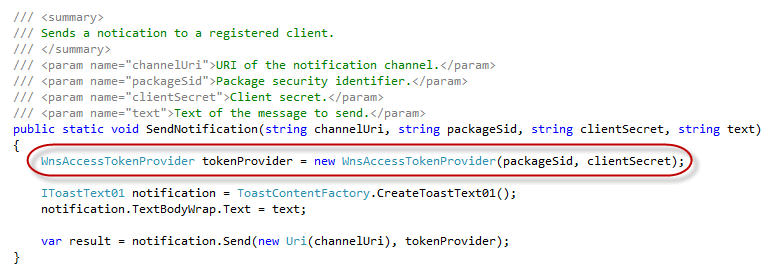 /// <summary>
/// Sends a notication to a registered client.
/// </summary>
/// <param name="channelUri">URI of the notification channel.</param>
/// <param name="packageSid">Package security identifier.</param>
/// <param name="clientSecret">Client secret.</param>
/// <param name="text">Text of the message to send.</param>
public static void SendNotification(string channelUri, string packageSid, string clientSecret, string text)
{
    WnsAccessTokenProvider tokenProvider = new WnsAccessTokenProvider(packageSid, clientSecret);
    IToastText01 notification = ToastContentFactory.CreateToastText01();
    notification.TextBodyWrap.Text = text;
    var result = notification.Send(new Uri(channelUri), tokenProvider);
}